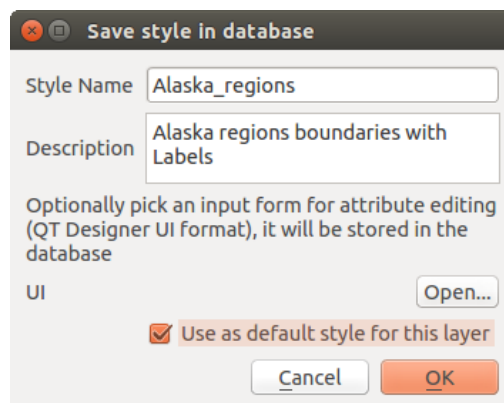 Save style in database
Style Name Alaska_regions
Description Alaska regions boundaries with
Labels
Optionally pick an input form for attribute editing
(QT Designer UI format), it will be stored in the
database
UI Open...
Use as default style for this layer
Cancel OK